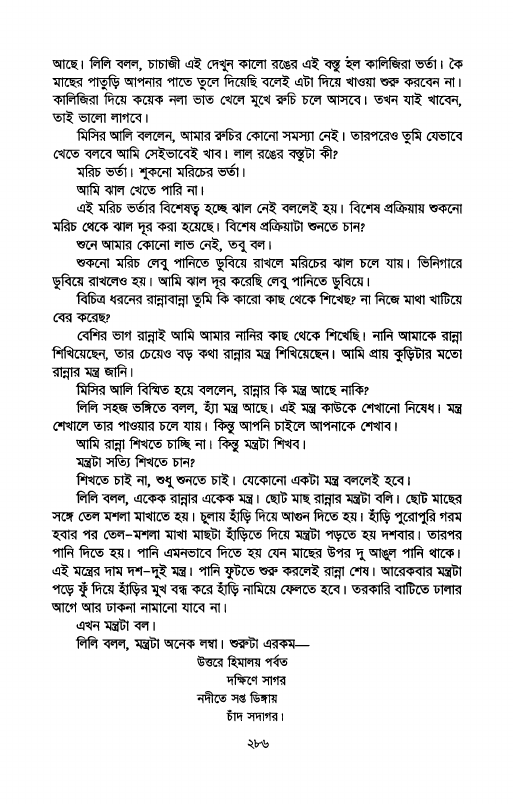 আছে। লিলি বলল, চাচাজী এই দেখুন কালো রঙের এই বস্তু হল কালিজিরা ভর্তা। কৈ
মাছের পাতুড়ি আপনার পাতে তুলে দিয়েছি বলেই এটা দিয়ে খাওয়া শুরু করবেন না।
কালিজিরা দিয়ে কয়েক নলা ভাত খেলে মুখে রুচি চলে আসবে। তখন যাই খাবেন,
তাই ভালো লাগবে।
মিসির আলি বললেন, আমার রুচির কোনো সমস্যা নেই। তারপরেও তুমি যেভাবে
খেতে বলবে আমি সেইভাবেই খাব। লাল রঙের বস্তুটা কী?
মরিচ ভর্তা। শুকনো মরিচের ভর্তা।
আমি ঝাল খেতে পারি না।
এই মরিচ ভর্তার বিশেষত্ব হচ্ছে ঝাল নেই বললেই হয়। বিশেষ প্রক্রিয়ায় শুকনো
মরিচ থেকে ঝাল দূর করা হয়েছে। বিশেষ প্রক্রিয়াটা শুনতে চান?
শুনে আমার কোনো লাভ নেই, তবু বল।
শুকনো মরিচ লেবু পানিতে ডুবিয়ে রাখলে মরিচের ঝাল চলে যায়। ভিনিগারে
ডুবিয়ে রাখলেও হয়। আমি ঝাল দূর করেছি লেবু পানিতে ডুবিয়ে।
বিচিত্র ধরনের রান্নাবান্না তুমি কি কারো কাছ থেকে শিখেছ? না নিজে মাথা খাটিয়ে
বের করেছ?
বেশির ভাগ রান্নাই আমি আমার নানির কাছ থেকে শিখেছি। নানি আমাকে রান্না
শিখিয়েছেন, তার চেয়েও বড় কথা রান্নার মন্ত্র শিখিয়েছেন। আমি প্রায় কুড়িটার মতো
রান্নার মন্ত্র জানি।
মিসির আলি বিস্মিত হয়ে বললেন, রান্নার কি মন্ত্র আছে নাকি?
লিলি সহজ ভঙ্গিতে বলল, হ্যাঁ মন্ত্র আছে। এই মন্ত্র কাউকে শেখানো নিষেধ। মন্ত্র
শেখালে তার পাওয়ার চলে যায়। কিন্তু আপনি চাইলে আপনাকে শেখাব।
আমি রান্না শিখতে চাচ্ছি না। কিন্তু মন্ত্রটা শিখব।
মন্ত্রটা সত্যি শিখতে চান?
শিখতে চাই না, শুধু শুনতে চাই। যেকোনো একটা মন্ত্র বললেই হবে।
লিলি বলল, একেক রান্নার একেক মন্ত্র। ছোট মাছ রান্নার মন্ত্রটা বলি। ছোট মাছের
সঙ্গে তেল মশলা মাখাতে হয়। চুলায় হাঁড়ি দিয়ে আগুন দিতে হয়। হাঁড়ি পুরোপুরি গরম
হবার পর তেল–মশলা মাখা মাছটা হাঁড়িতে দিয়ে মন্ত্রটা পড়তে হয় দশবার। তারপর
পানি দিতে হয়। পানি এমনভাবে দিতে হয় যেন মাছের উপর দু আঙুল পানি থাকে।
এই মন্ত্রের দাম দশ–দুই মন্ত্র। পানি ফুটতে শুরু করলেই রান্না শেষ। আরেকবার মন্ত্রটা
পড়ে ফুঁ দিয়ে হাঁড়ির মুখ বন্ধ করে হাঁড়ি নামিয়ে ফেলতে হবে। তরকারি বাটিতে ঢালার
আগে আর ঢাকনা নামানো যাবে না।
এখন মন্ত্রটা বল।
লিলি বলল, মন্ত্রটা অনেক লম্বা। শুরুটা এরকম—
উত্তরে হিমালয় পর্বত
দক্ষিণে সাগর
নদীতে সপ্ত ডিঙ্গায়
চাঁদ সদাগর।
২৮৬